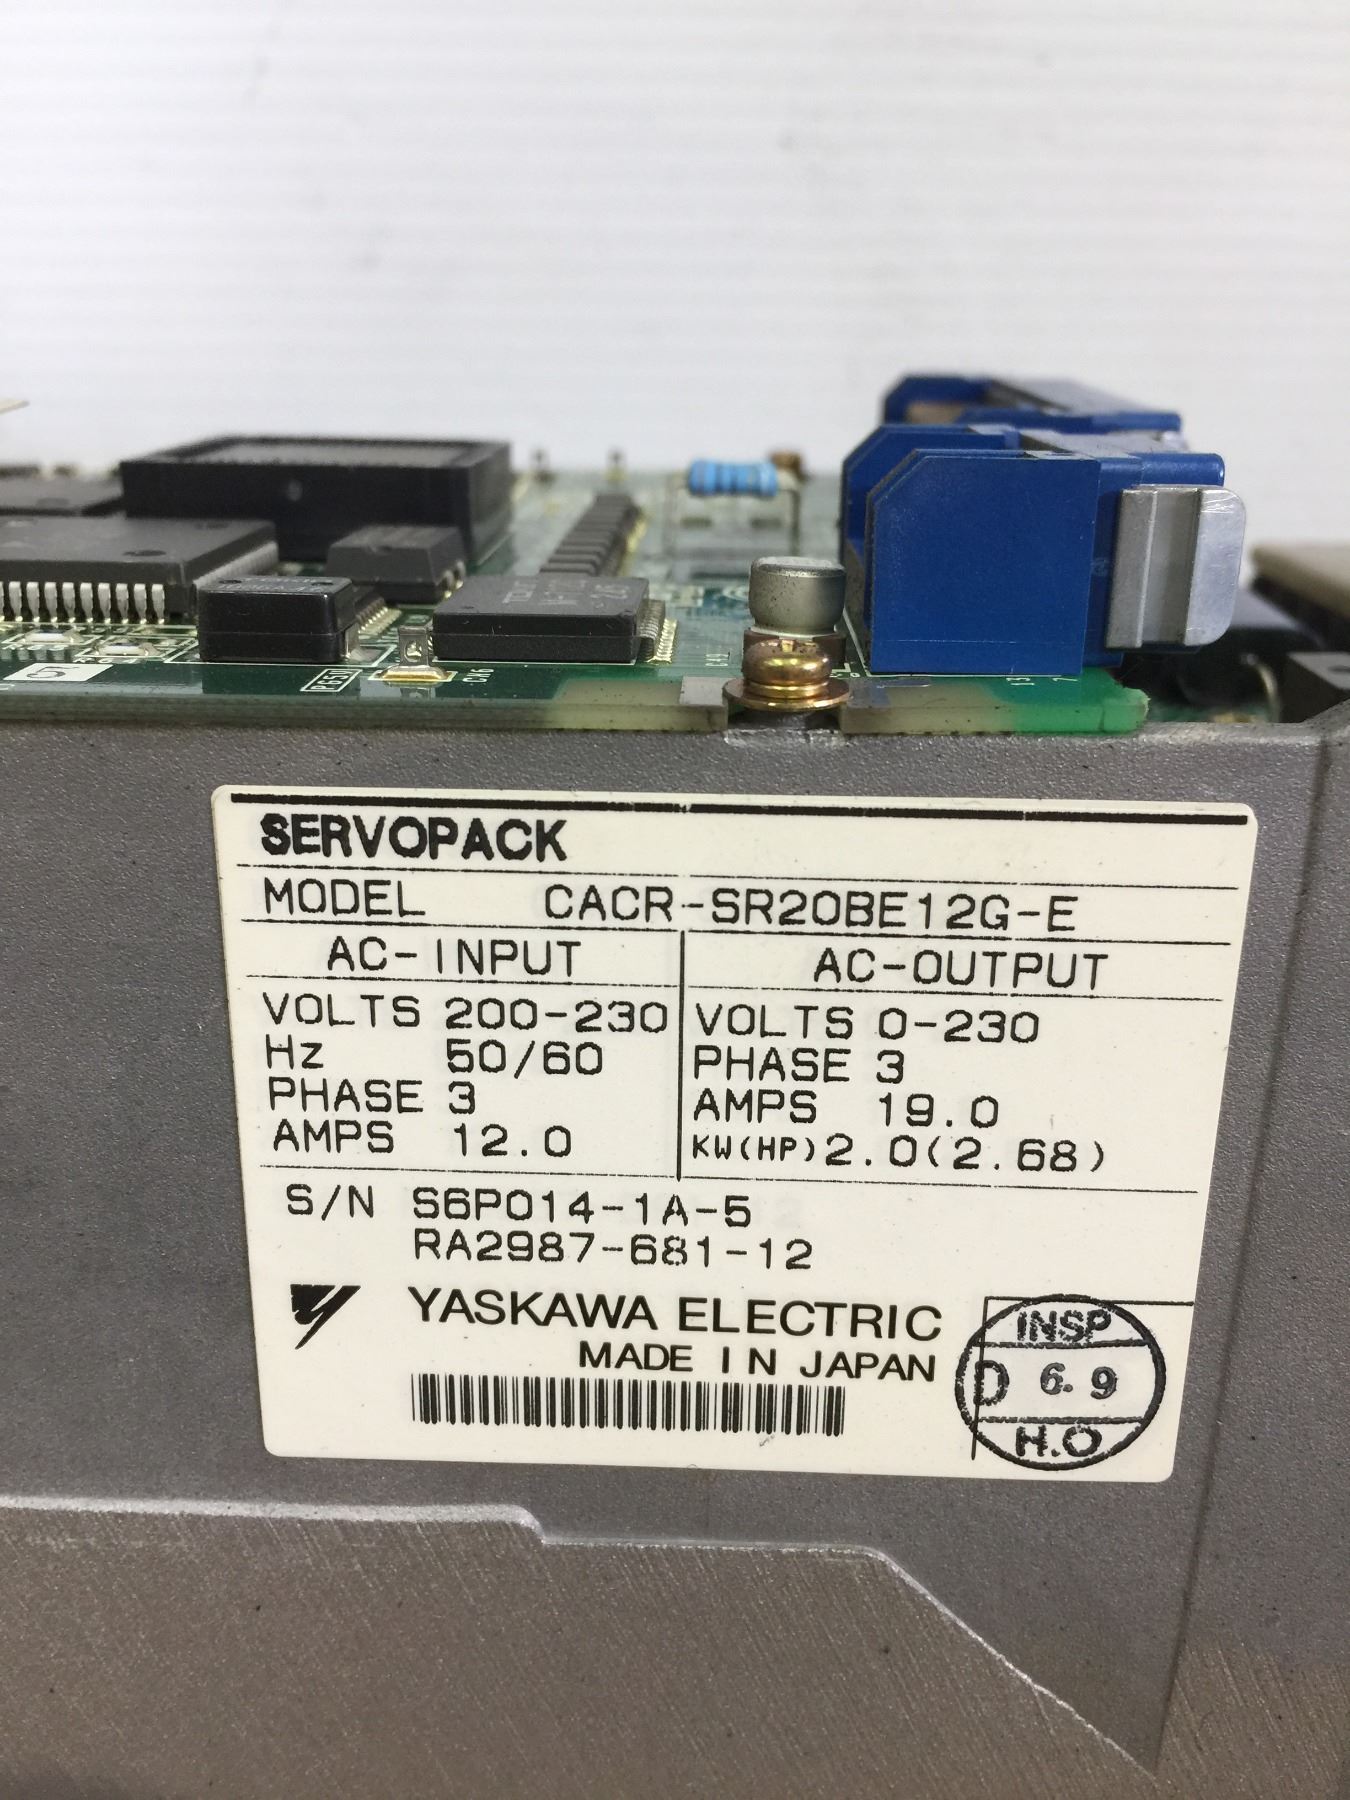 SERVOPACK
MODEL CACR-SR20BE12G-E
AC-INPUT
VOLTS 200-230
Hz 50/60
PHASE 3
AMPS 12.0
AC-OUTPUT
VOLTS 0-230
PHASE 3
AMPS 19.0
KW(HP) 2.0(2.68)
S/N S6P014-1A-5
RA2987-681-12
YASKAWA ELECTRIC
MADE IN JAPAN
INSP
D 6.9
H.O